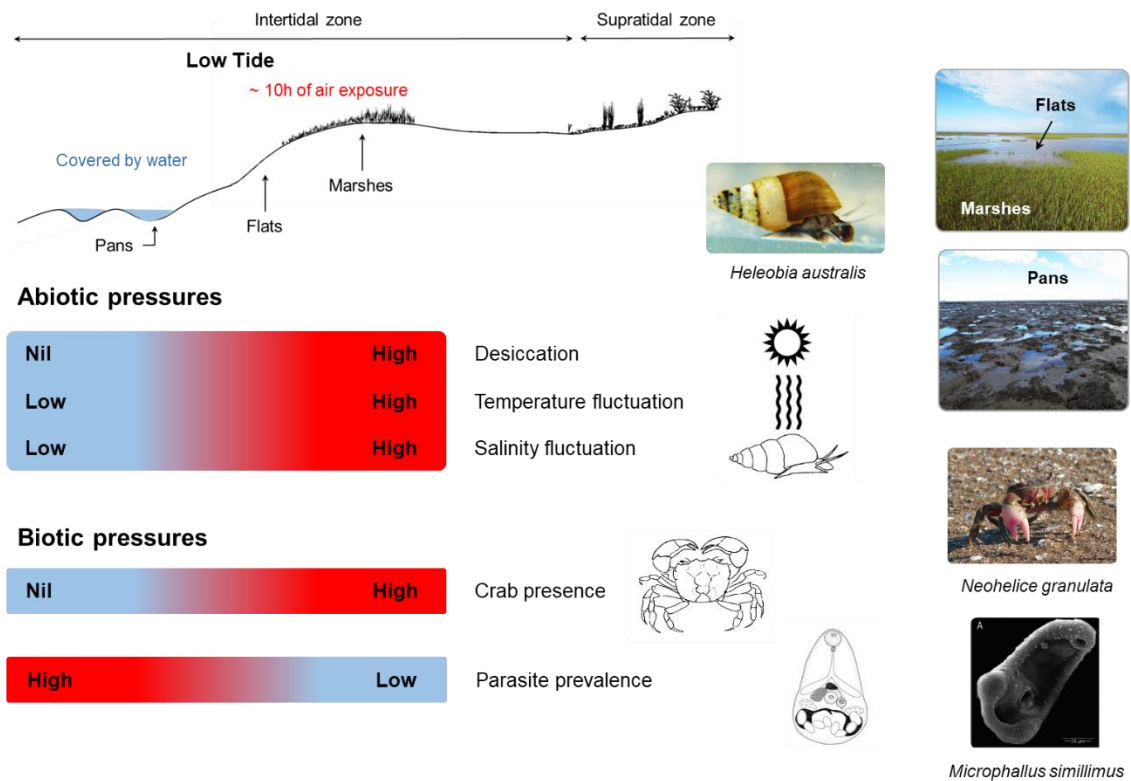 Intertidal zone
Supratidal zone
Low Tide
~ 10h of air exposure
Covered by water
Marshes
Flats
Pans
Heleobia australis
Flats
Marshes
Pans
Abiotic pressures
Nil High Desiccation
Low High Temperature fluctuation
Low High Salinity fluctuation
Biotic pressures
Nil High Crab presence
High Low Parasite prevalence
Neohelice granulata
A
Microphallus simillimus